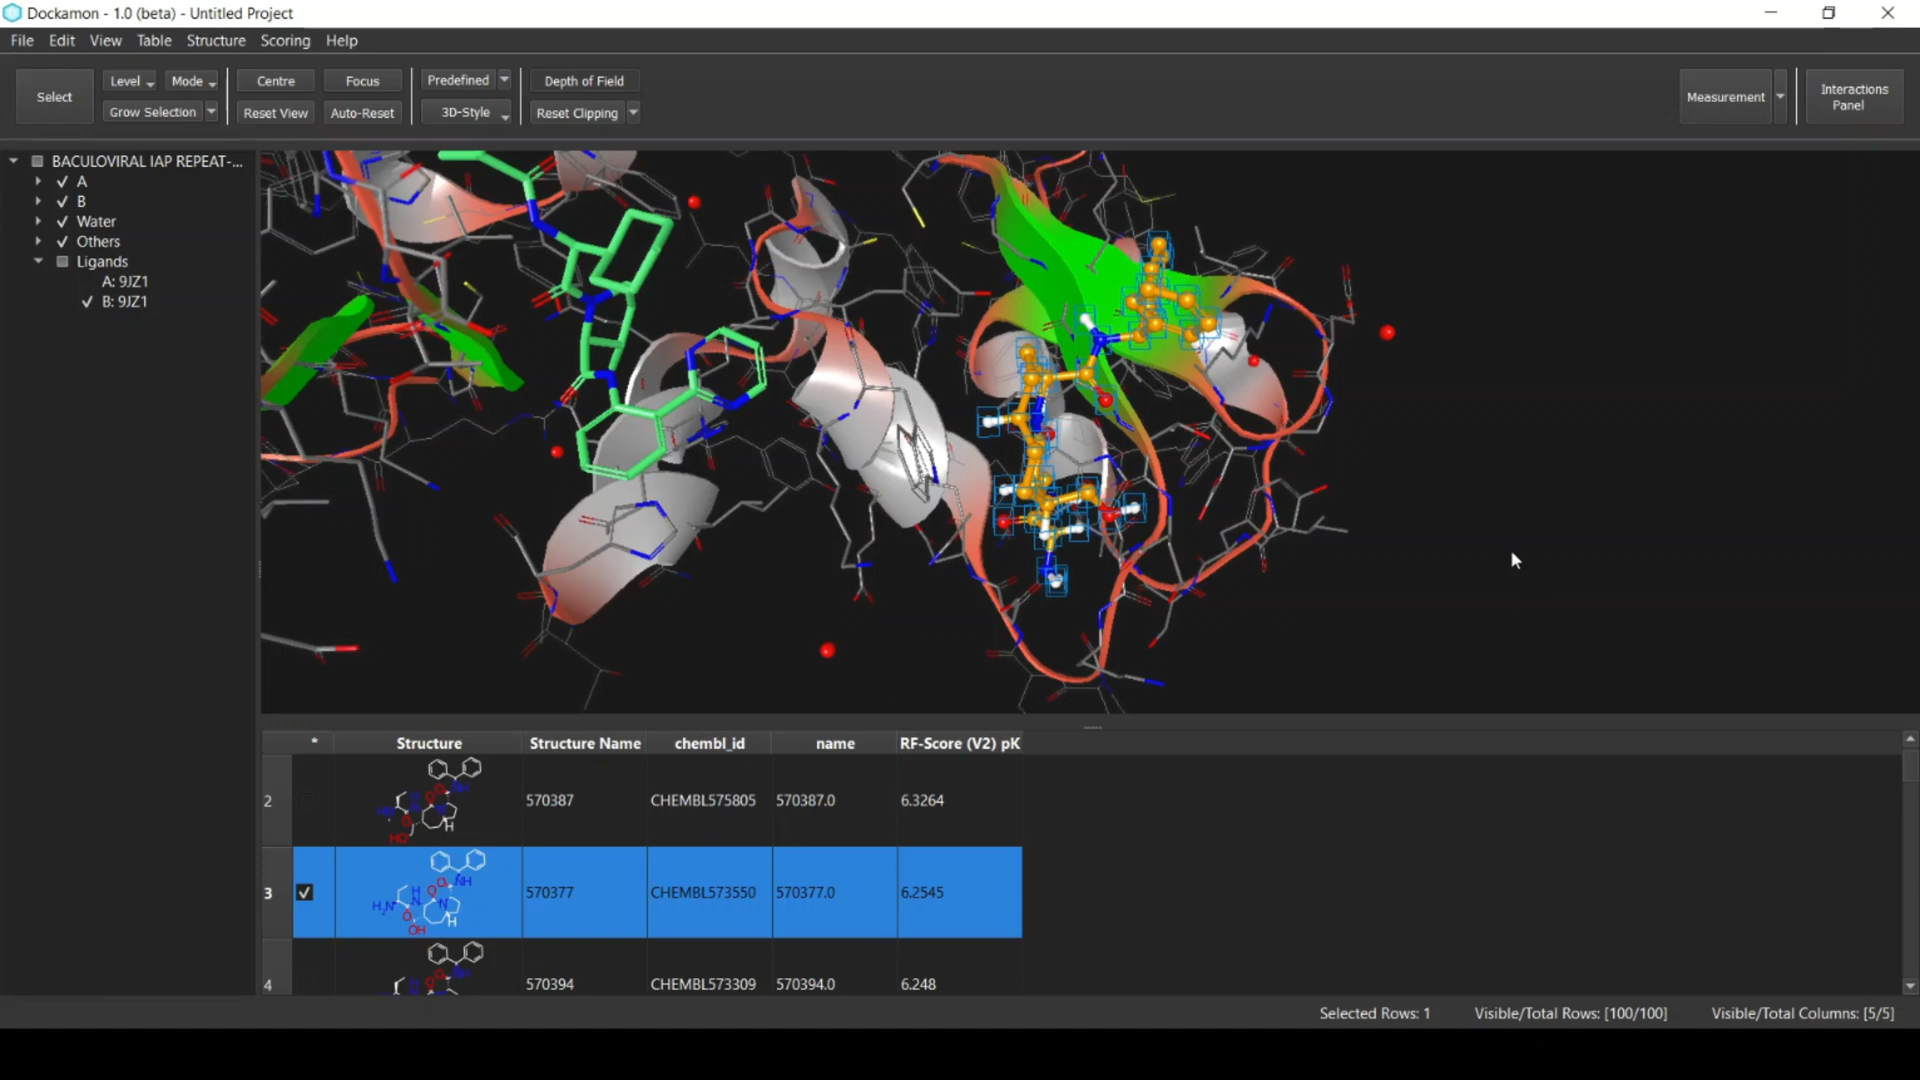 Dockamon - 1.0 (beta) - Untitled Project
File Edit View Table Structure Scoring Help
Select
Level
Mode
Grow Selection
Centre
Focus
Reset View
Auto-Reset
Predefined
3D-Style
Depth of Field
Reset Clipping
Measurement
Interactions
Panel
BACULOVIRAL IAP REPEAT-...
A
B
Water
Others
Ligands
A: 9JZ1
B: 9JZ1
* Structure Structure Name chembl_id name RF-Score (V2) pK
2 570387 CHEMBL575805 570387.0 6.3264
3 570377 CHEMBL573550 570377.0 6.2545
4 570394 CHEMBL573309 570394.0 6.248
Selected Rows: 1 Visible/Total Rows: [100/100] Visible/Total Columns: [5/5]